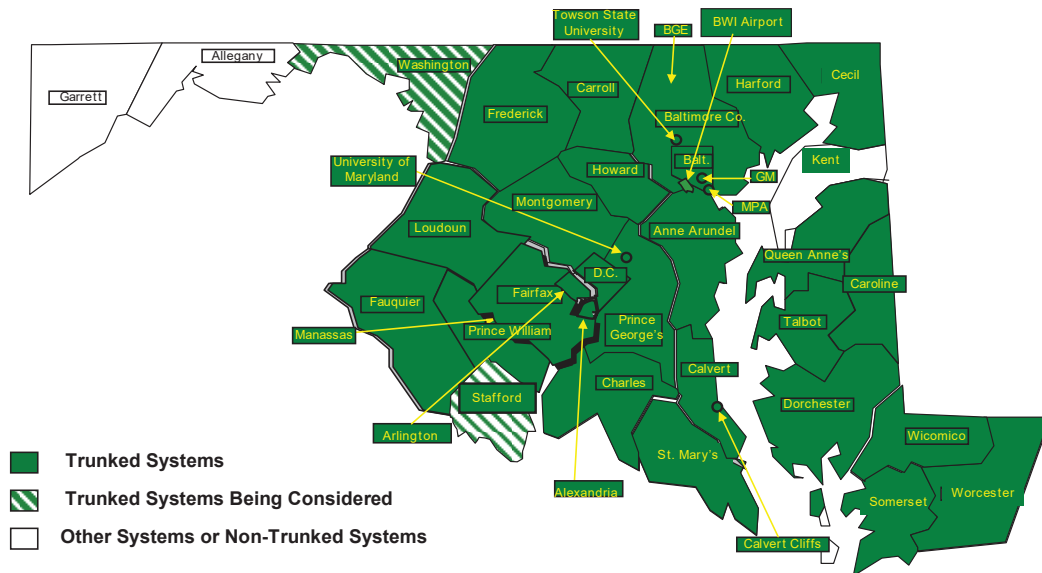 Towson State
University
BGE
BWI Airport
Allegany
Washington
Garrett
Carroll
Harford
Cecil
Frederick
Baltimore Co.
University of
Maryland
Howard
Balt.
Kent
GM
Montgomery
MPA
Loudoun
Anne Arundel
Queen Anne's
D.C.
Caroline
Fauquier
Fairfax
Talbot
Manassas
Prince William
Prince
George's
Calvert
Charles
Stafford
Dorchester
Arlington
Wicomico
St. Mary's
Trunked Systems
Trunked Systems Being Considered
Alexandria
Somerset
Worcester
Other Systems or Non-Trunked Systems
Calvert Cliffs